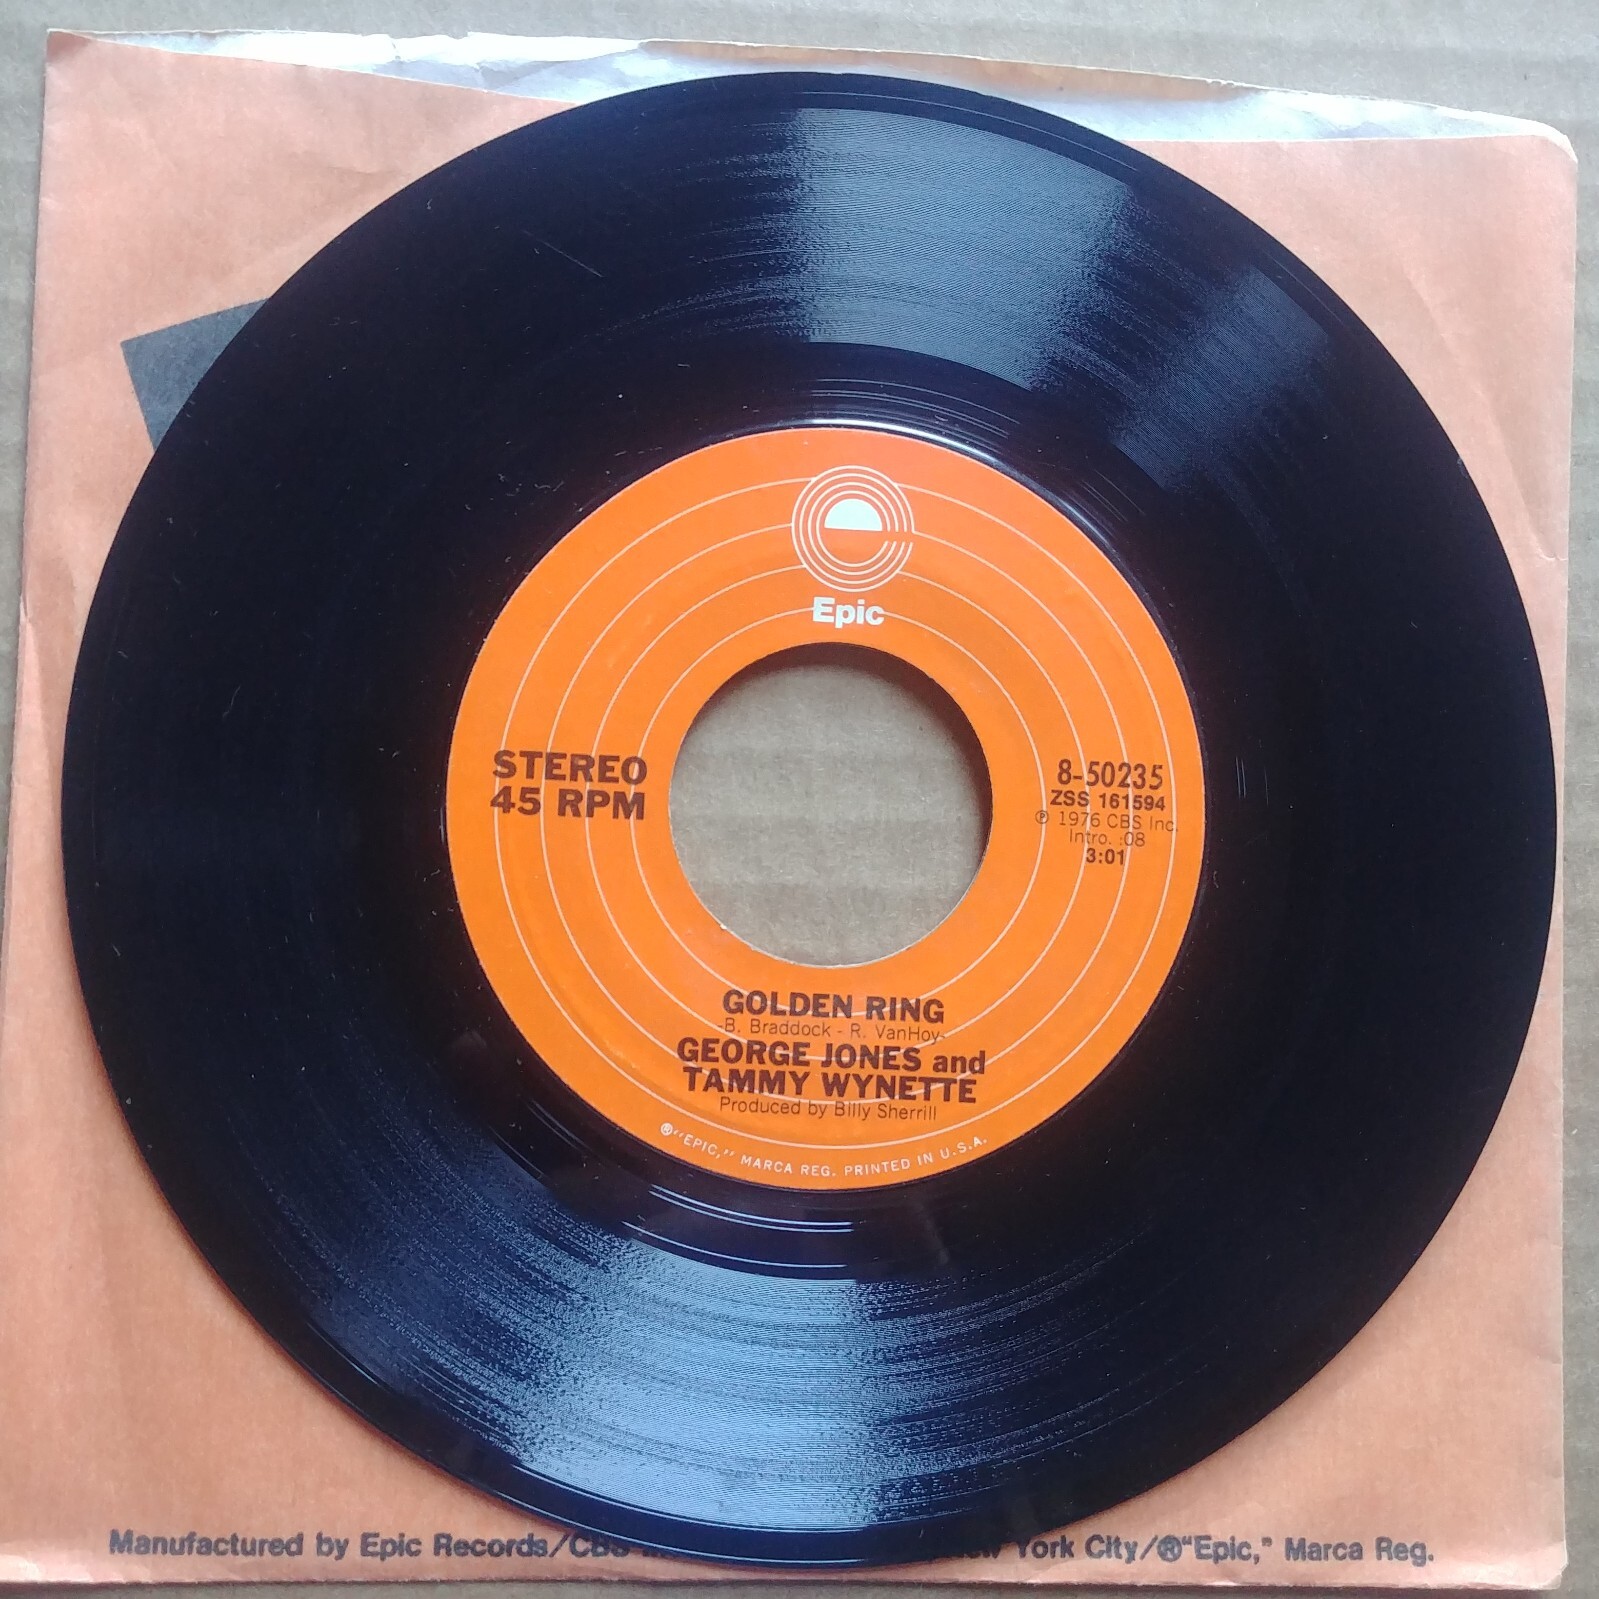 Epic
STEREO
45 RPM
8-50235
ZSS 161594
℗ 1976 CBS Inc.
Intro. :08
3:01
GOLDEN RING
-B. Braddock - R. VanHoy-
GEORGE JONES and
TAMMY WYNETTE
Produced by Billy Sherrill
®"EPIC," MARCA REG. PRINTED IN U.S.A.
Manufactured by Epic Records/CBS York City/®"Epic," Marca Reg.